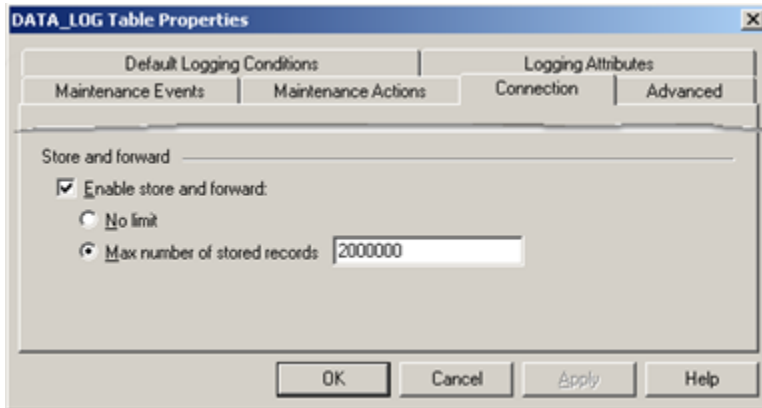 DATA_LOG Table Properties
Default Logging Conditions Logging Attributes
Maintenance Events Maintenance Actions Connection Advanced
Store and forward
Enable store and forward:
No limit
Max number of stored records 2000000
OK Cancel Apply Help